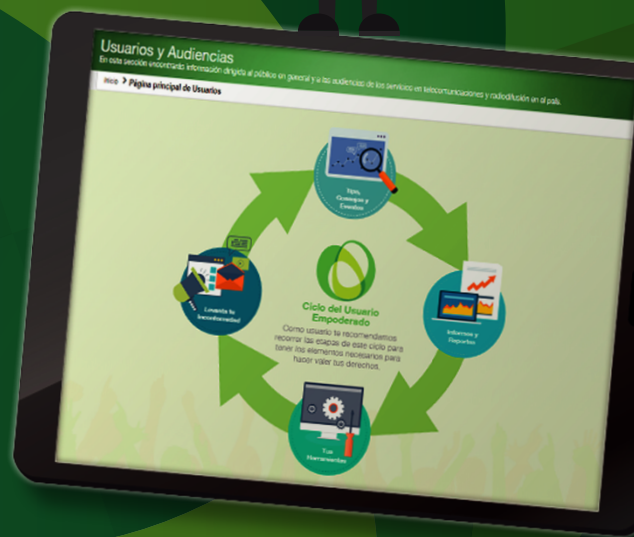 Usuarios y Audiencias
En esta sección encontrarás información dirigida al público en general y a las audiencias de los servicios en telecomunicaciones y radiodifusión en el país.
Inicio > Página principal de Usuarios
Tips,
Consejos y
Eventos
Levanta tu
Inconformidad
Ciclo del Usuario
Empoderado
Como usuario te recomendamos
recorrer las etapas de este ciclo para
tener los elementos necesarios para
hacer valer tus derechos.
Informes y
Reportes
Tus
Herramientas